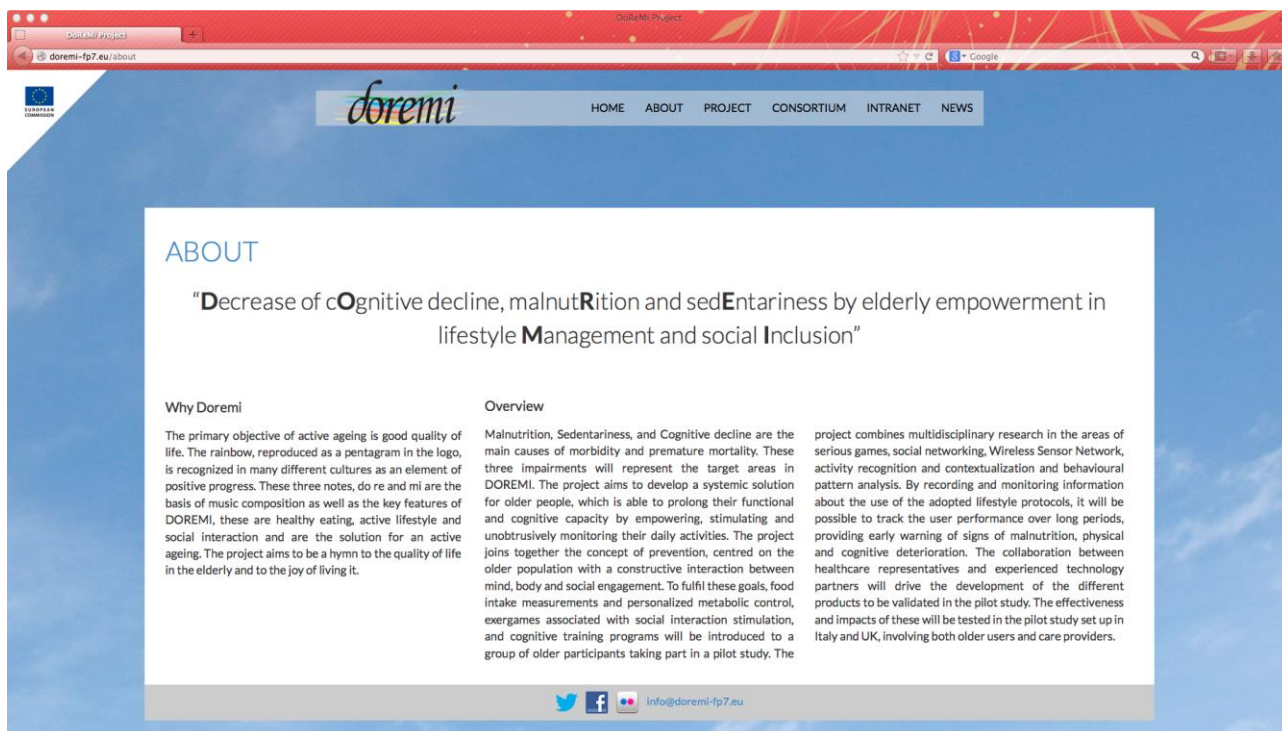 DoReMi Project
DoReMi Project
doremi-fp7.eu/about
Google
EUROPEAN
COMMISSION
doremi
HOME ABOUT PROJECT CONSORTIUM INTRANET NEWS
ABOUT
“Decrease of cOgnitive decline, malnutRition and sedEntariness by elderly empowerment in
lifestyle Management and social Inclusion”
Why Doremi
The primary objective of active ageing is good quality of
life. The rainbow, reproduced as a pentagram in the logo,
is recognized in many different cultures as an element of
positive progress. These three notes, do re and mi are the
basis of music composition as well as the key features of
DOREMI, these are healthy eating, active lifestyle and
social interaction and are the solution for an active
ageing. The project aims to be a hymn to the quality of life
in the elderly and to the joy of living it.
Overview
Malnutrition, Sedentariness, and Cognitive decline are the
main causes of morbidity and premature mortality. These
three impairments will represent the target areas in
DOREMI. The project aims to develop a systemic solution
for older people, which is able to prolong their functional
and cognitive capacity by empowering, stimulating and
unobtrusively monitoring their daily activities. The project
joins together the concept of prevention, centred on the
older population with a constructive interaction between
mind, body and social engagement. To fulfil these goals, food
intake measurements and personalized metabolic control,
exergames associated with social interaction stimulation,
and cognitive training programs will be introduced to a
group of older participants taking part in a pilot study. The
project combines multidisciplinary research in the areas of
serious games, social networking, Wireless Sensor Network,
activity recognition and contextualization and behavioural
pattern analysis. By recording and monitoring information
about the use of the adopted lifestyle protocols, it will be
possible to track the user performance over long periods,
providing early warning of signs of malnutrition, physical
and cognitive deterioration. The collaboration between
healthcare representatives and experienced technology
partners will drive the development of the different
products to be validated in the pilot study. The effectiveness
and impacts of these will be tested in the pilot study set up in
Italy and UK, involving both older users and care providers.
info@doremi-fp7.eu